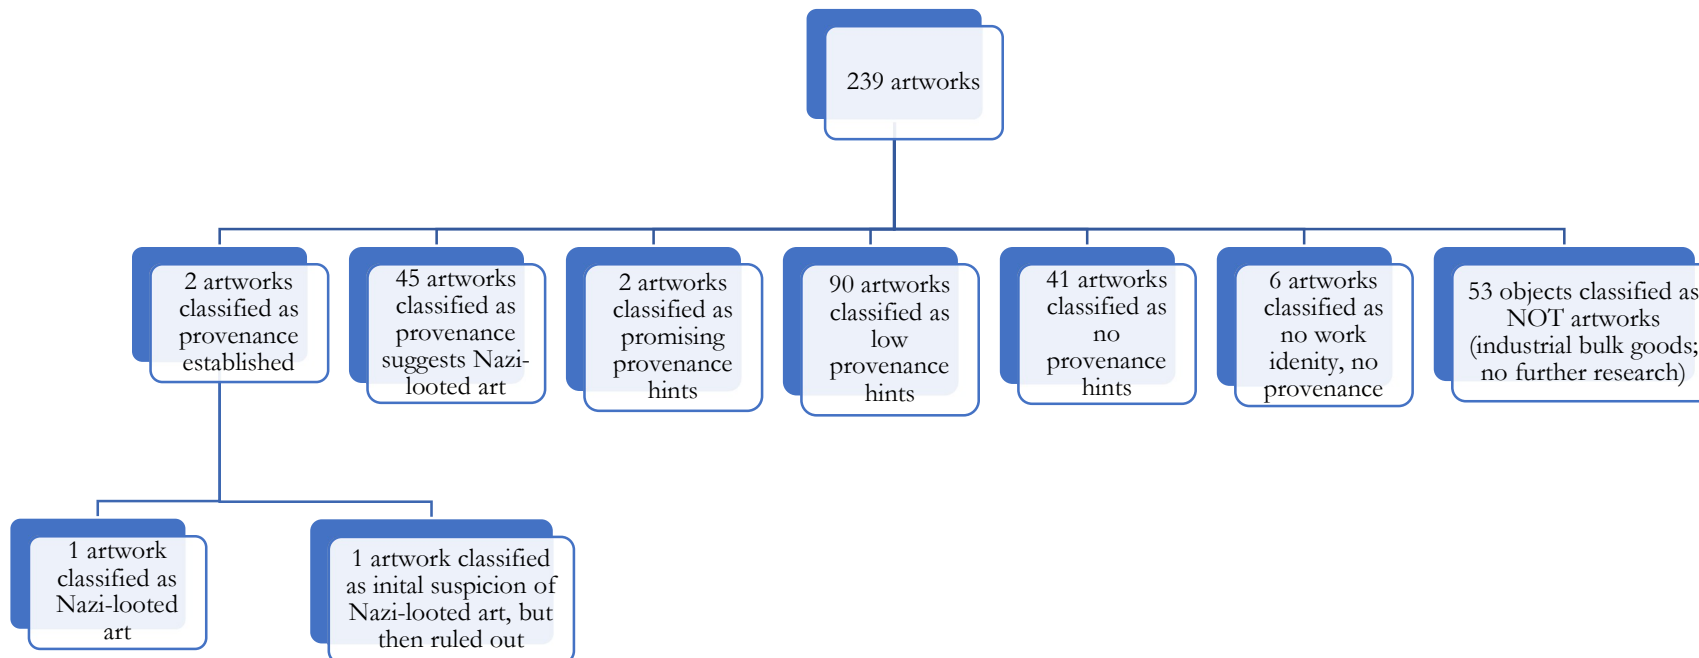 239 artworks
2 artworks
classified as
provenance
established
45 artworks
classified as
provenance
suggests Nazi-
looted art
2 artworks
classified as
promising
provenance
hints
90 artworks
classified as
low
provenance
hints
41 artworks
classified as
no
provenance
hints
6 artworks
classified as
no work
idenity, no
provenance
53 objects classified as
NOT artworks
(industrial bulk goods;
no further research)
1 artwork
classified as
Nazi-looted
art
1 artwork classified
as inital suspicion of
Nazi-looted art, but
then ruled out